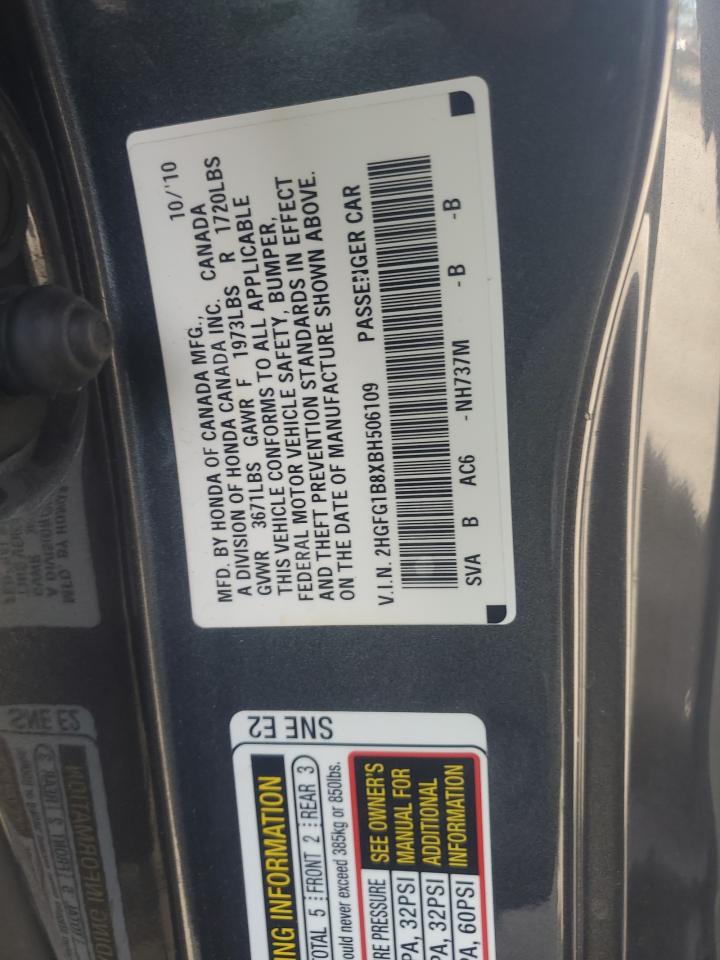 MFD. BY HONDA OF CANADA MFG., 10/'10
A DIVISION OF HONDA CANADA INC. CANADA
GVWR 3671LBS GAWR F 1973LBS R 1720LBS
THIS VEHICLE CONFORMS TO ALL APPLICABLE
FEDERAL MOTOR VEHICLE SAFETY, BUMPER,
AND THEFT PREVENTION STANDARDS IN EFFECT
ON THE DATE OF MANUFACTURE SHOWN ABOVE.
V.I.N. 2HGFG1B8XBH506109 PASSENGER CAR
SVA B AC6 -NH737M -B -B
SNE E2
ING INFORMATION
TOTAL 5 FRONT 2 REAR 3
ould never exceed 385kg or 850lbs.
RE PRESSURE
PA, 32PSI
PA, 32PSI
PA, 60PSI
SEE OWNER'S
MANUAL FOR
ADDITIONAL
INFORMATION